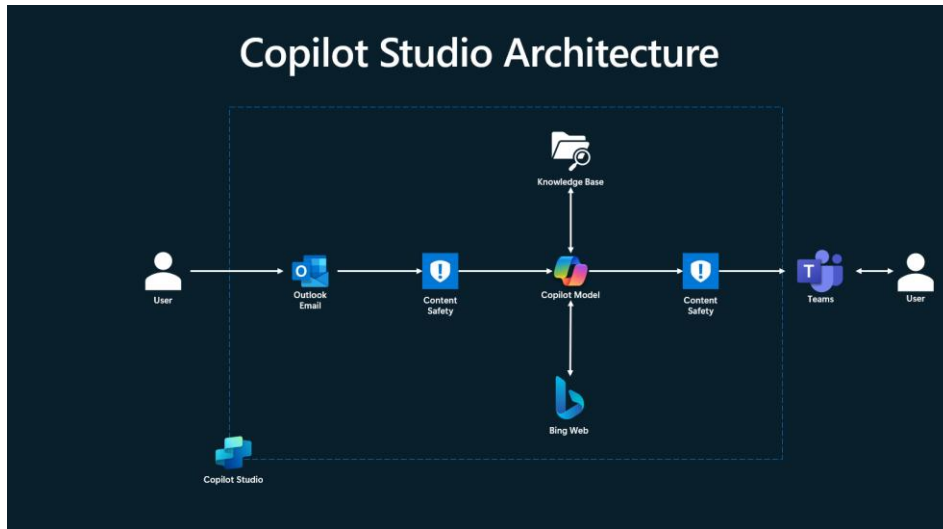 Copilot Studio Architecture
Knowledge Base
User
Outlook
Email
Content
Safety
Copilot Model
Content
Safety
Teams
User
Bing Web
Copilot Studio